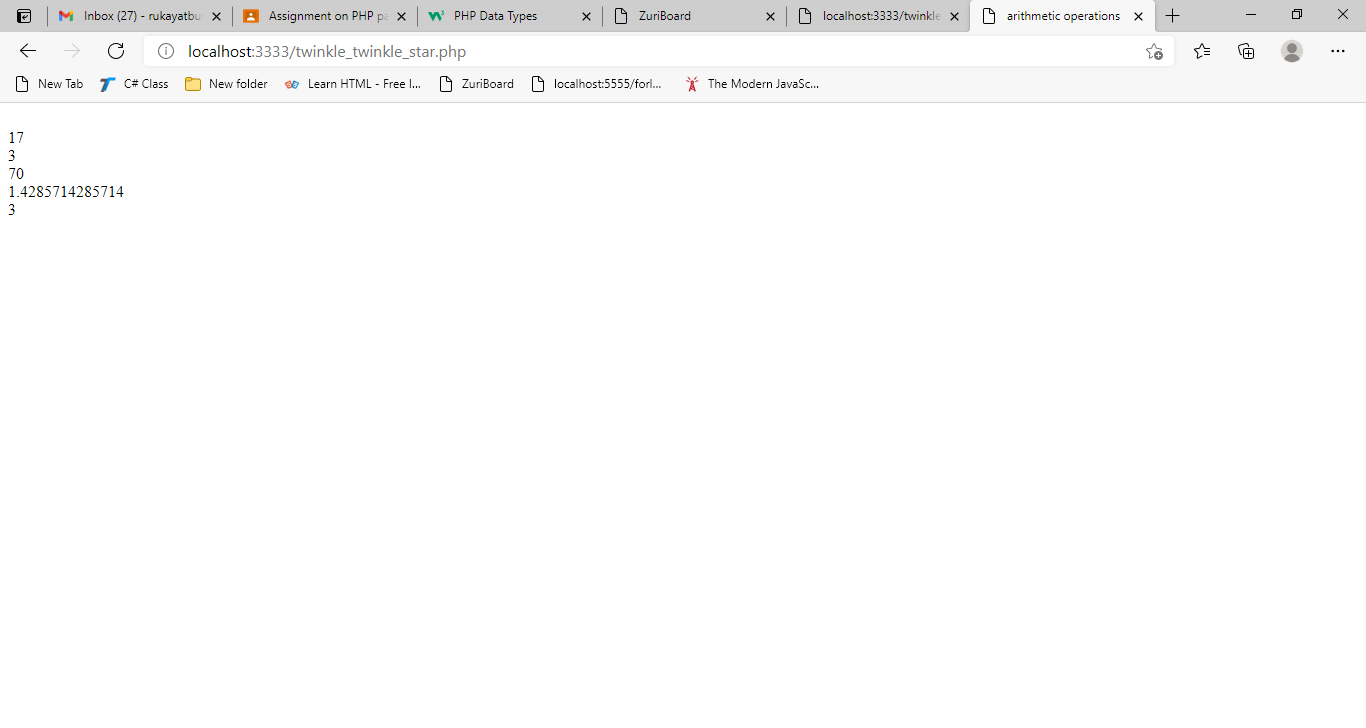 Inbox (27) - rukayatbu
Assignment on PHP pa
PHP Data Types
ZuriBoard
localhost:3333/twinkle
arithmetic operations
localhost:3333/twinkle_twinkle_star.php
New Tab
C# Class
New folder
Learn HTML - Free I...
ZuriBoard
localhost:5555/forl...
The Modern JavaSc...
17
3
70
1.4285714285714
3